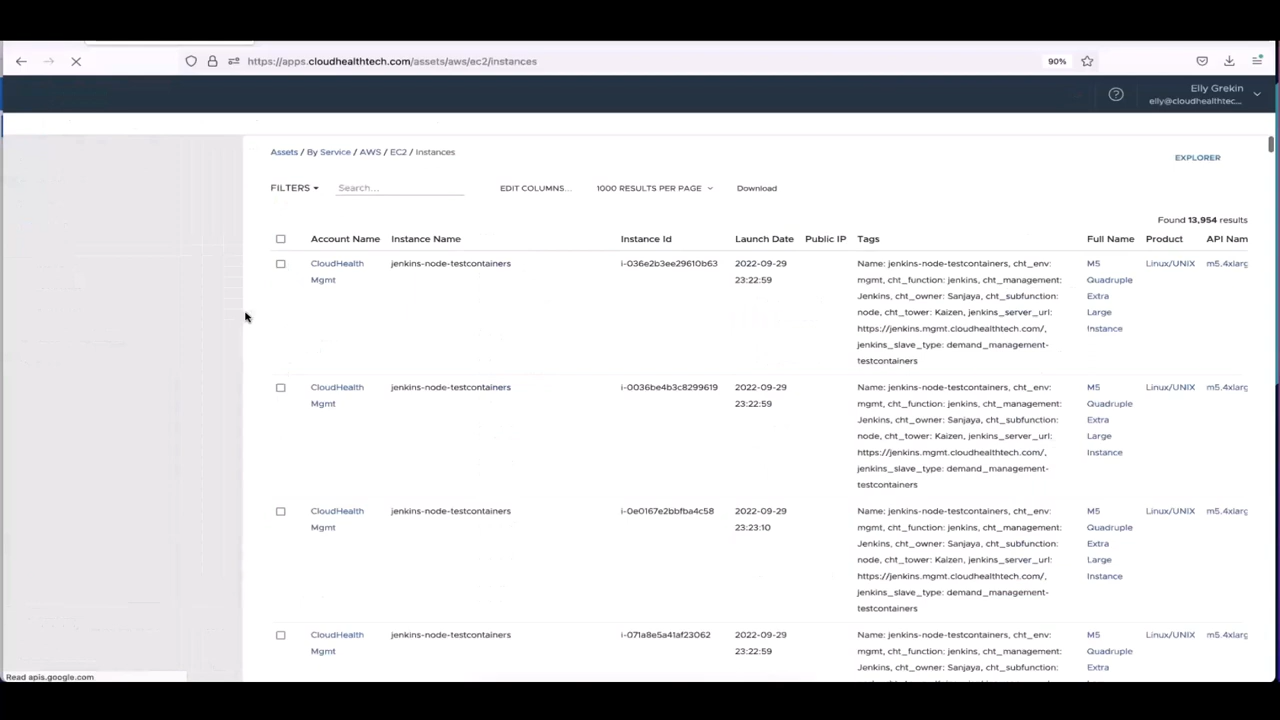 https://apps.cloudhealthtech.com/assets/aws/ec2/instances
90%
Elly Grekin
elly@cloudhealthtec...
Assets / By Service / AWS / EC2 / Instances
EXPLORER
FILTERS
Search...
EDIT COLUMNS...
1000 RESULTS PER PAGE
Download
Found 13,954 results
Account Name Instance Name Instance Id Launch Date Public IP Tags Full Name Product API Nam
CloudHealth jenkins-node-testcontainers i-036e2b3ee29610b63 2022-09-29 Name: jenkins-node-testcontainers, cht_env: M5 Linux/UNIX m5.4xlarg
Mgmt 23:22:59 mgmt, cht_function: jenkins, cht_management: Quadruple
Jenkins, cht_owner: Sanjaya, cht_subfunction: Extra
node, cht_tower: Kaizen, jenkins_server_url: Large
https://jenkins.mgmt.cloudhealthtech.com/, Instance
jenkins_slave_type: demand_management-
testcontainers
CloudHealth jenkins-node-testcontainers i-0036be4b3c8299619 2022-09-29 Name: jenkins-node-testcontainers, cht_env: M5 Linux/UNIX m5.4xlarg
Mgmt 23:22:59 mgmt, cht_function: jenkins, cht_management: Quadruple
Jenkins, cht_owner: Sanjaya, cht_subfunction: Extra
node, cht_tower: Kaizen, jenkins_server_url: Large
https://jenkins.mgmt.cloudhealthtech.com/, Instance
jenkins_slave_type: demand_management-
testcontainers
CloudHealth jenkins-node-testcontainers i-0e0167e2bbfba4c58 2022-09-29 Name: jenkins-node-testcontainers, cht_env: M5 Linux/UNIX m5.4xlarg
Mgmt 23:23:10 mgmt, cht_function: jenkins, cht_management: Quadruple
Jenkins, cht_owner: Sanjaya, cht_subfunction: Extra
node, cht_tower: Kaizen, jenkins_server_url: Large
https://jenkins.mgmt.cloudhealthtech.com/, Instance
jenkins_slave_type: demand_management-
testcontainers
CloudHealth jenkins-node-testcontainers i-071a8e5a41af23062 2022-09-29 Name: jenkins-node-testcontainers, cht_env: M5 Linux/UNIX m5.4xlarg
Mgmt 23:22:59 mgmt, cht_function: jenkins, cht_management: Quadruple
Jenkins, cht_owner: Sanjaya, cht_subfunction: Extra
Read apis.google.com